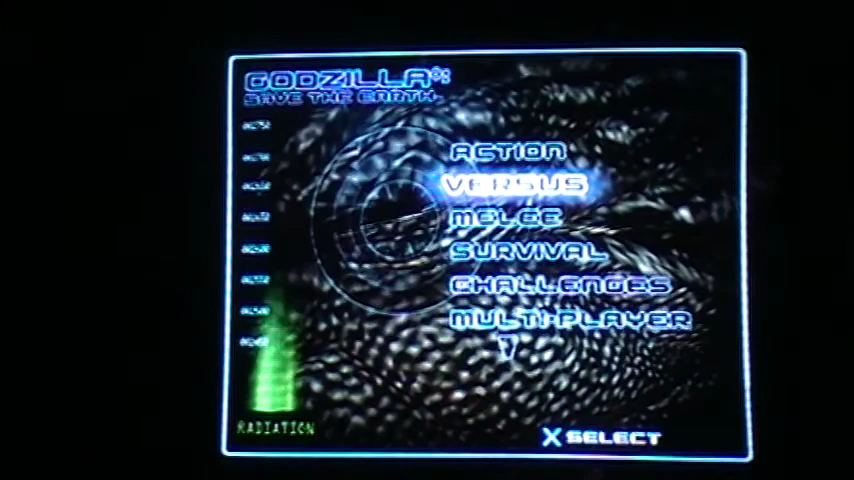 GODZILLA®:
SAVE THE EARTH
ACTION
VERSUS
MELEE
SURVIVAL
CHALLENGES
MULTI-PLAYER
RADIATION
X SELECT